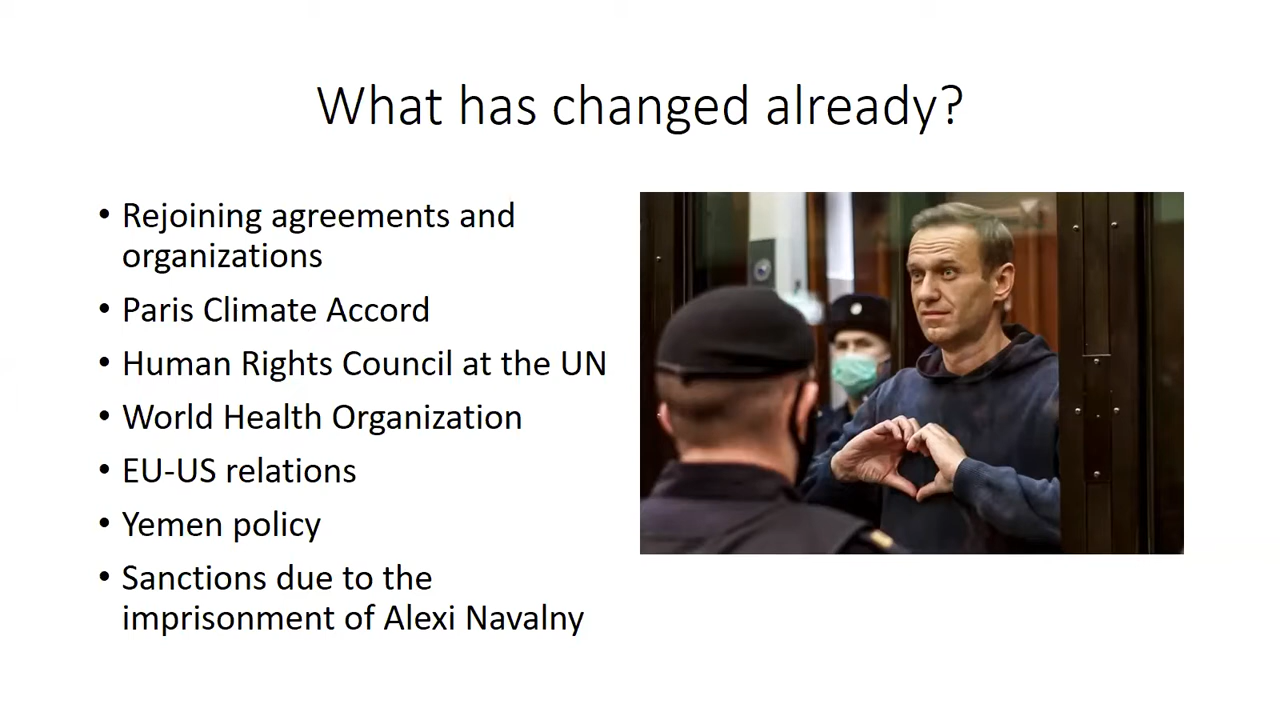 What has changed already?
• Rejoining agreements and
organizations
• Paris Climate Accord
• Human Rights Council at the UN
• World Health Organization
• EU-US relations
• Yemen policy
• Sanctions due to the
imprisonment of Alexi Navalny